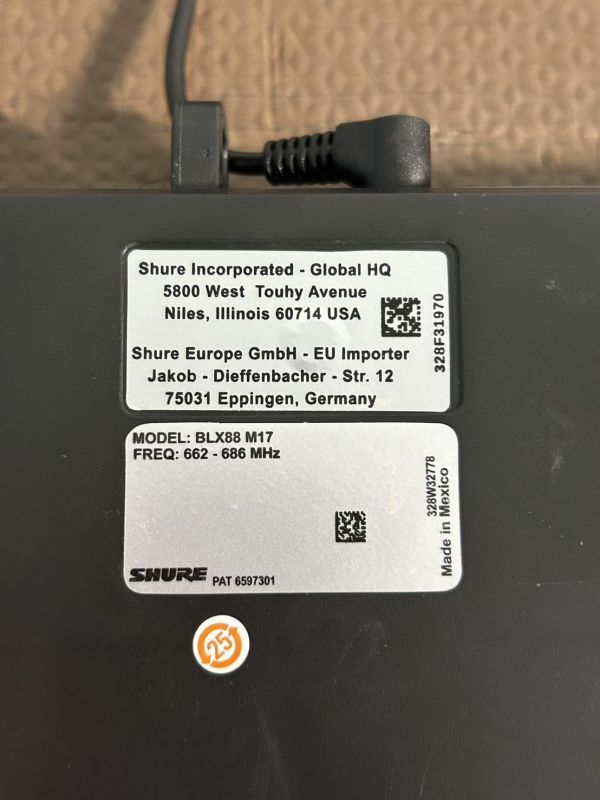 Shure Incorporated - Global HQ
5800 West Touhy Avenue
Niles, Illinois 60714 USA
Shure Europe GmbH - EU Importer
Jakob - Dieffenbacher - Str. 12
75031 Eppingen, Germany
328F31970
MODEL: BLX88 M17
FREQ: 662 - 686 MHz
328W32778
Made in Mexico
SHURE PAT 6597301
25